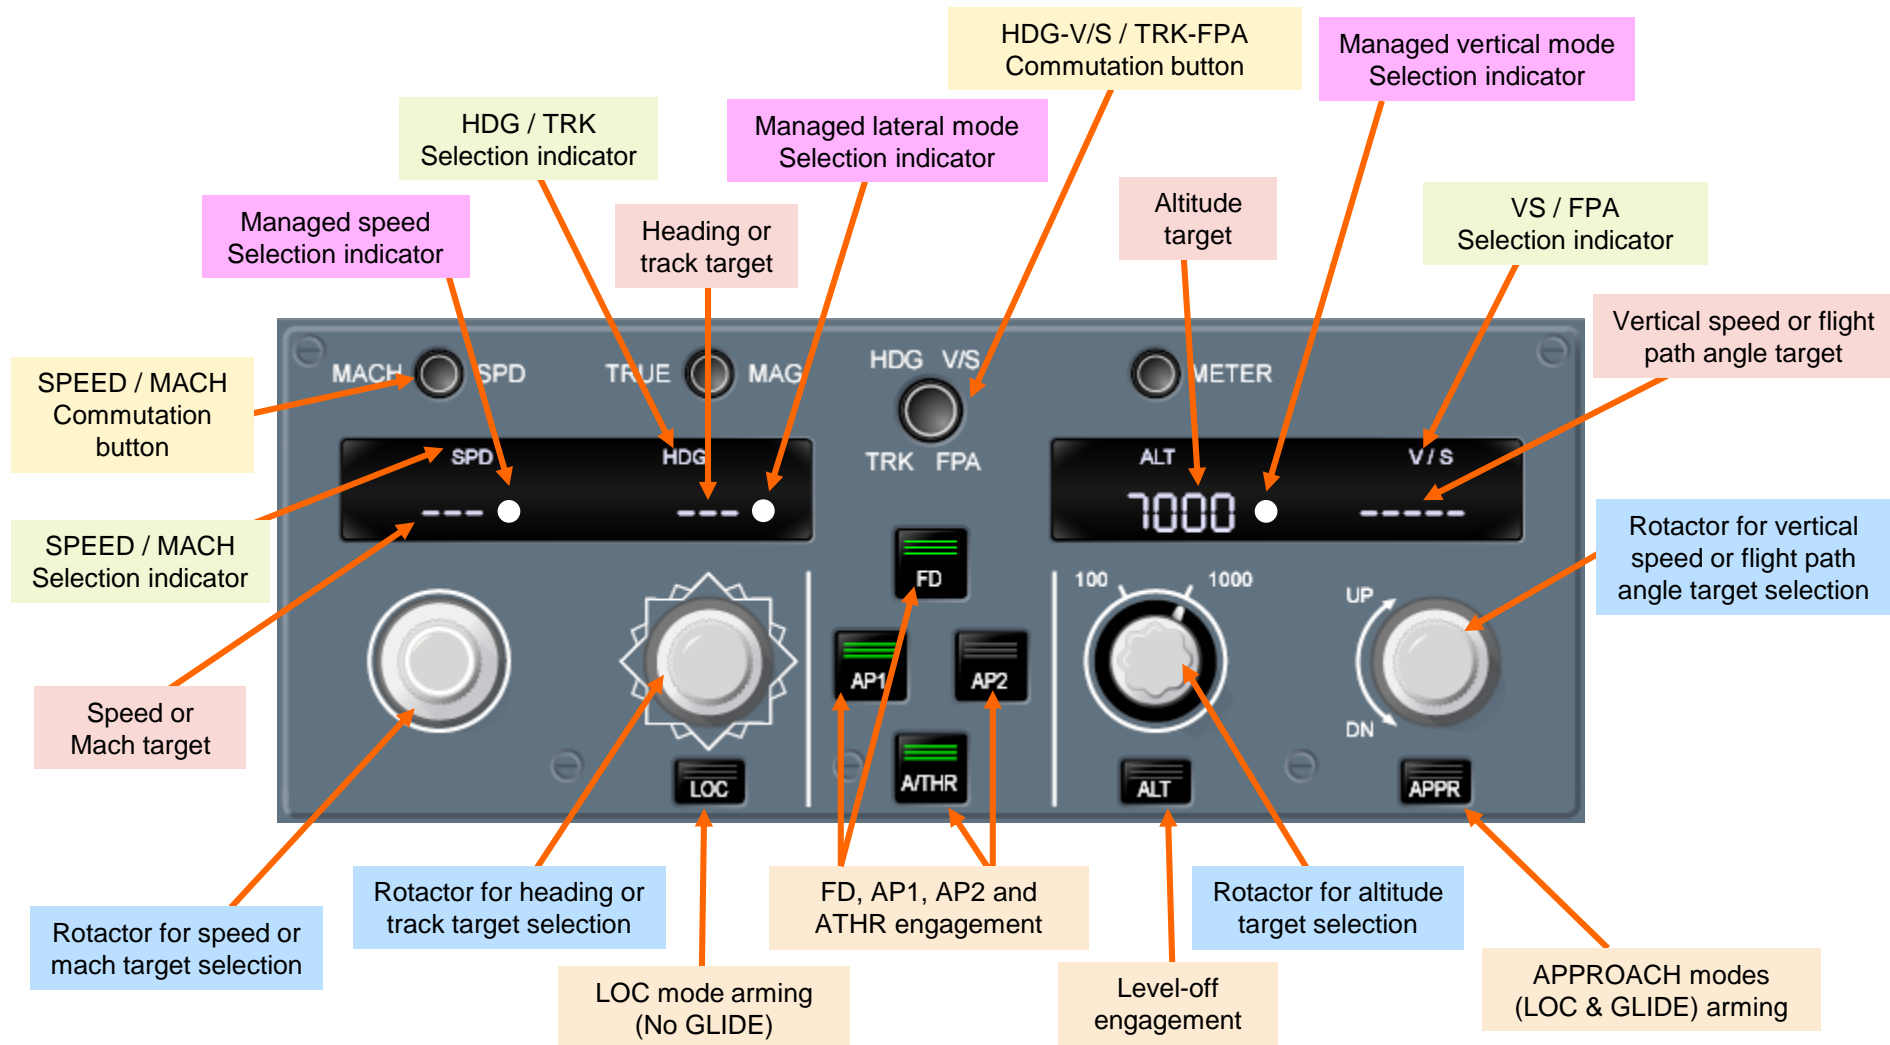 HDG-V/S / TRK-FPA
Commutation button
Managed vertical mode
Selection indicator
HDG / TRK
Selection indicator
Managed lateral mode
Selection indicator
Managed speed
Selection indicator
Heading or
track target
Altitude
target
VS / FPA
Selection indicator
Vertical speed or flight
path angle target
SPEED / MACH
Commutation
button
MACH SPD
TRUE MAG
HDG V/S
TRK FPA
METER
SPD
HDG
---
---
ALT
V/S
7000
-----
SPEED / MACH
Selection indicator
Rotactor for vertical
speed or flight path
angle target selection
FD
AP1
AP2
A/THR
100
1000
UP
DN
LOC
ALT
APPR
Speed or
Mach target
Rotactor for speed or
mach target selection
Rotactor for heading or
track target selection
LOC mode arming
(No GLIDE)
FD, AP1, AP2 and
ATHR engagement
Level-off
engagement
Rotactor for altitude
target selection
APPROACH modes
(LOC & GLIDE) arming